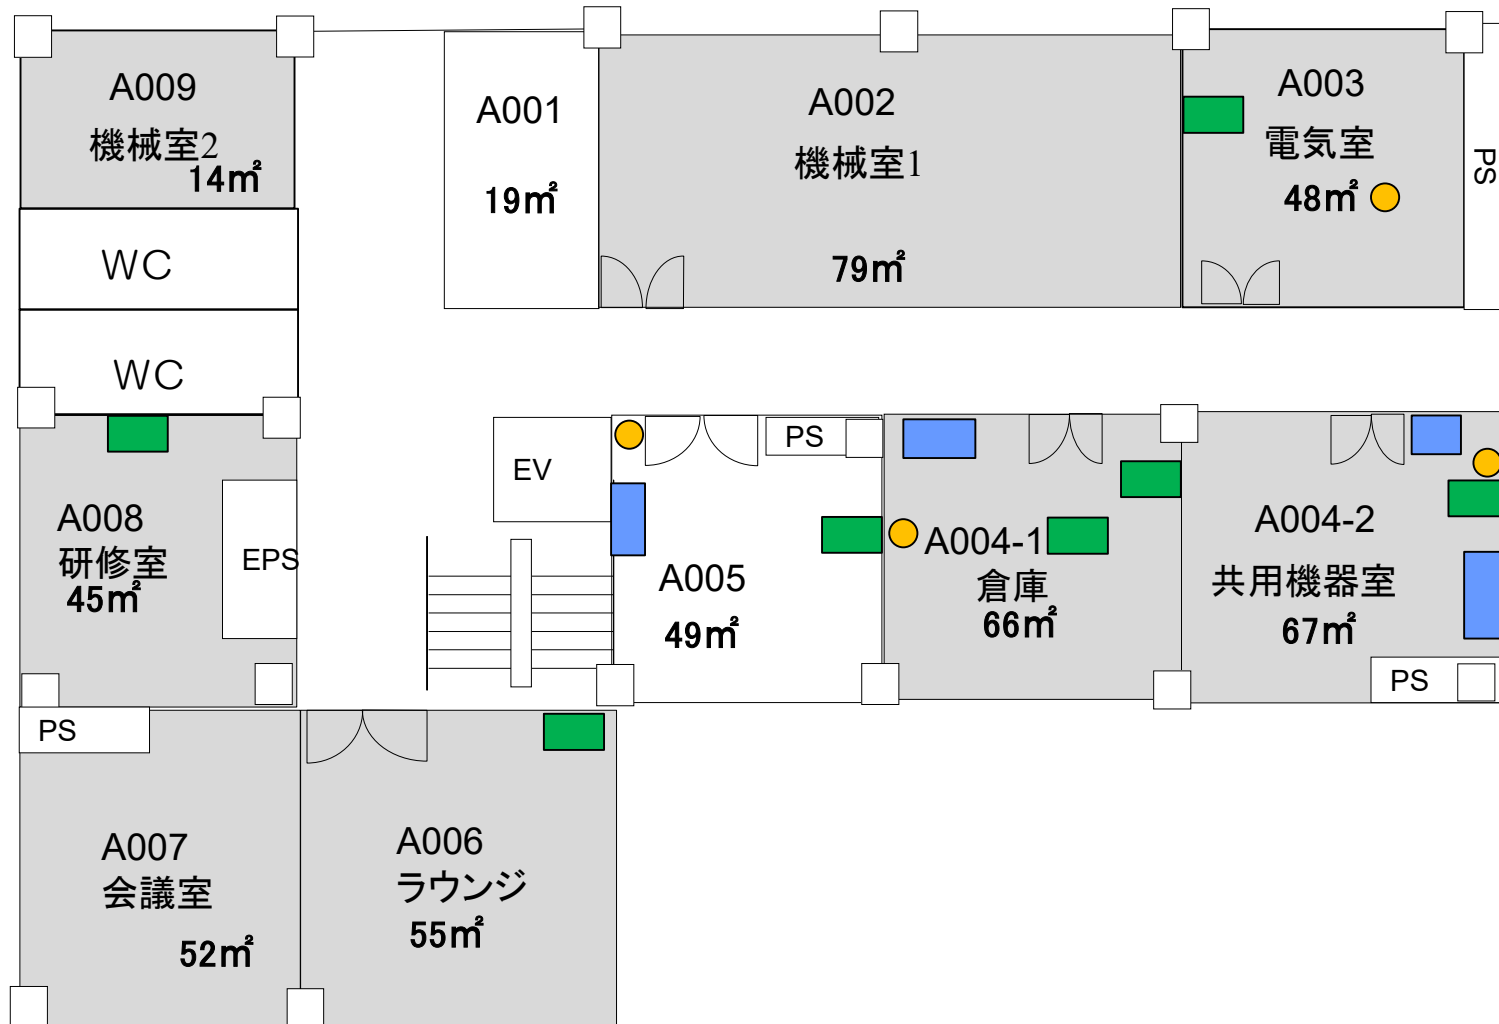 A009
機械室2
14㎡
A001
19㎡
A002
機械室1
79㎡
A003
電気室
48㎡
PS
WC
WC
EV
PS
A008
研修室
45㎡
EPS
A005
49㎡
A004-1
倉庫
66㎡
A004-2
共用機器室
67㎡
PS
PS
A007
会議室
52㎡
A006
ラウンジ
55㎡